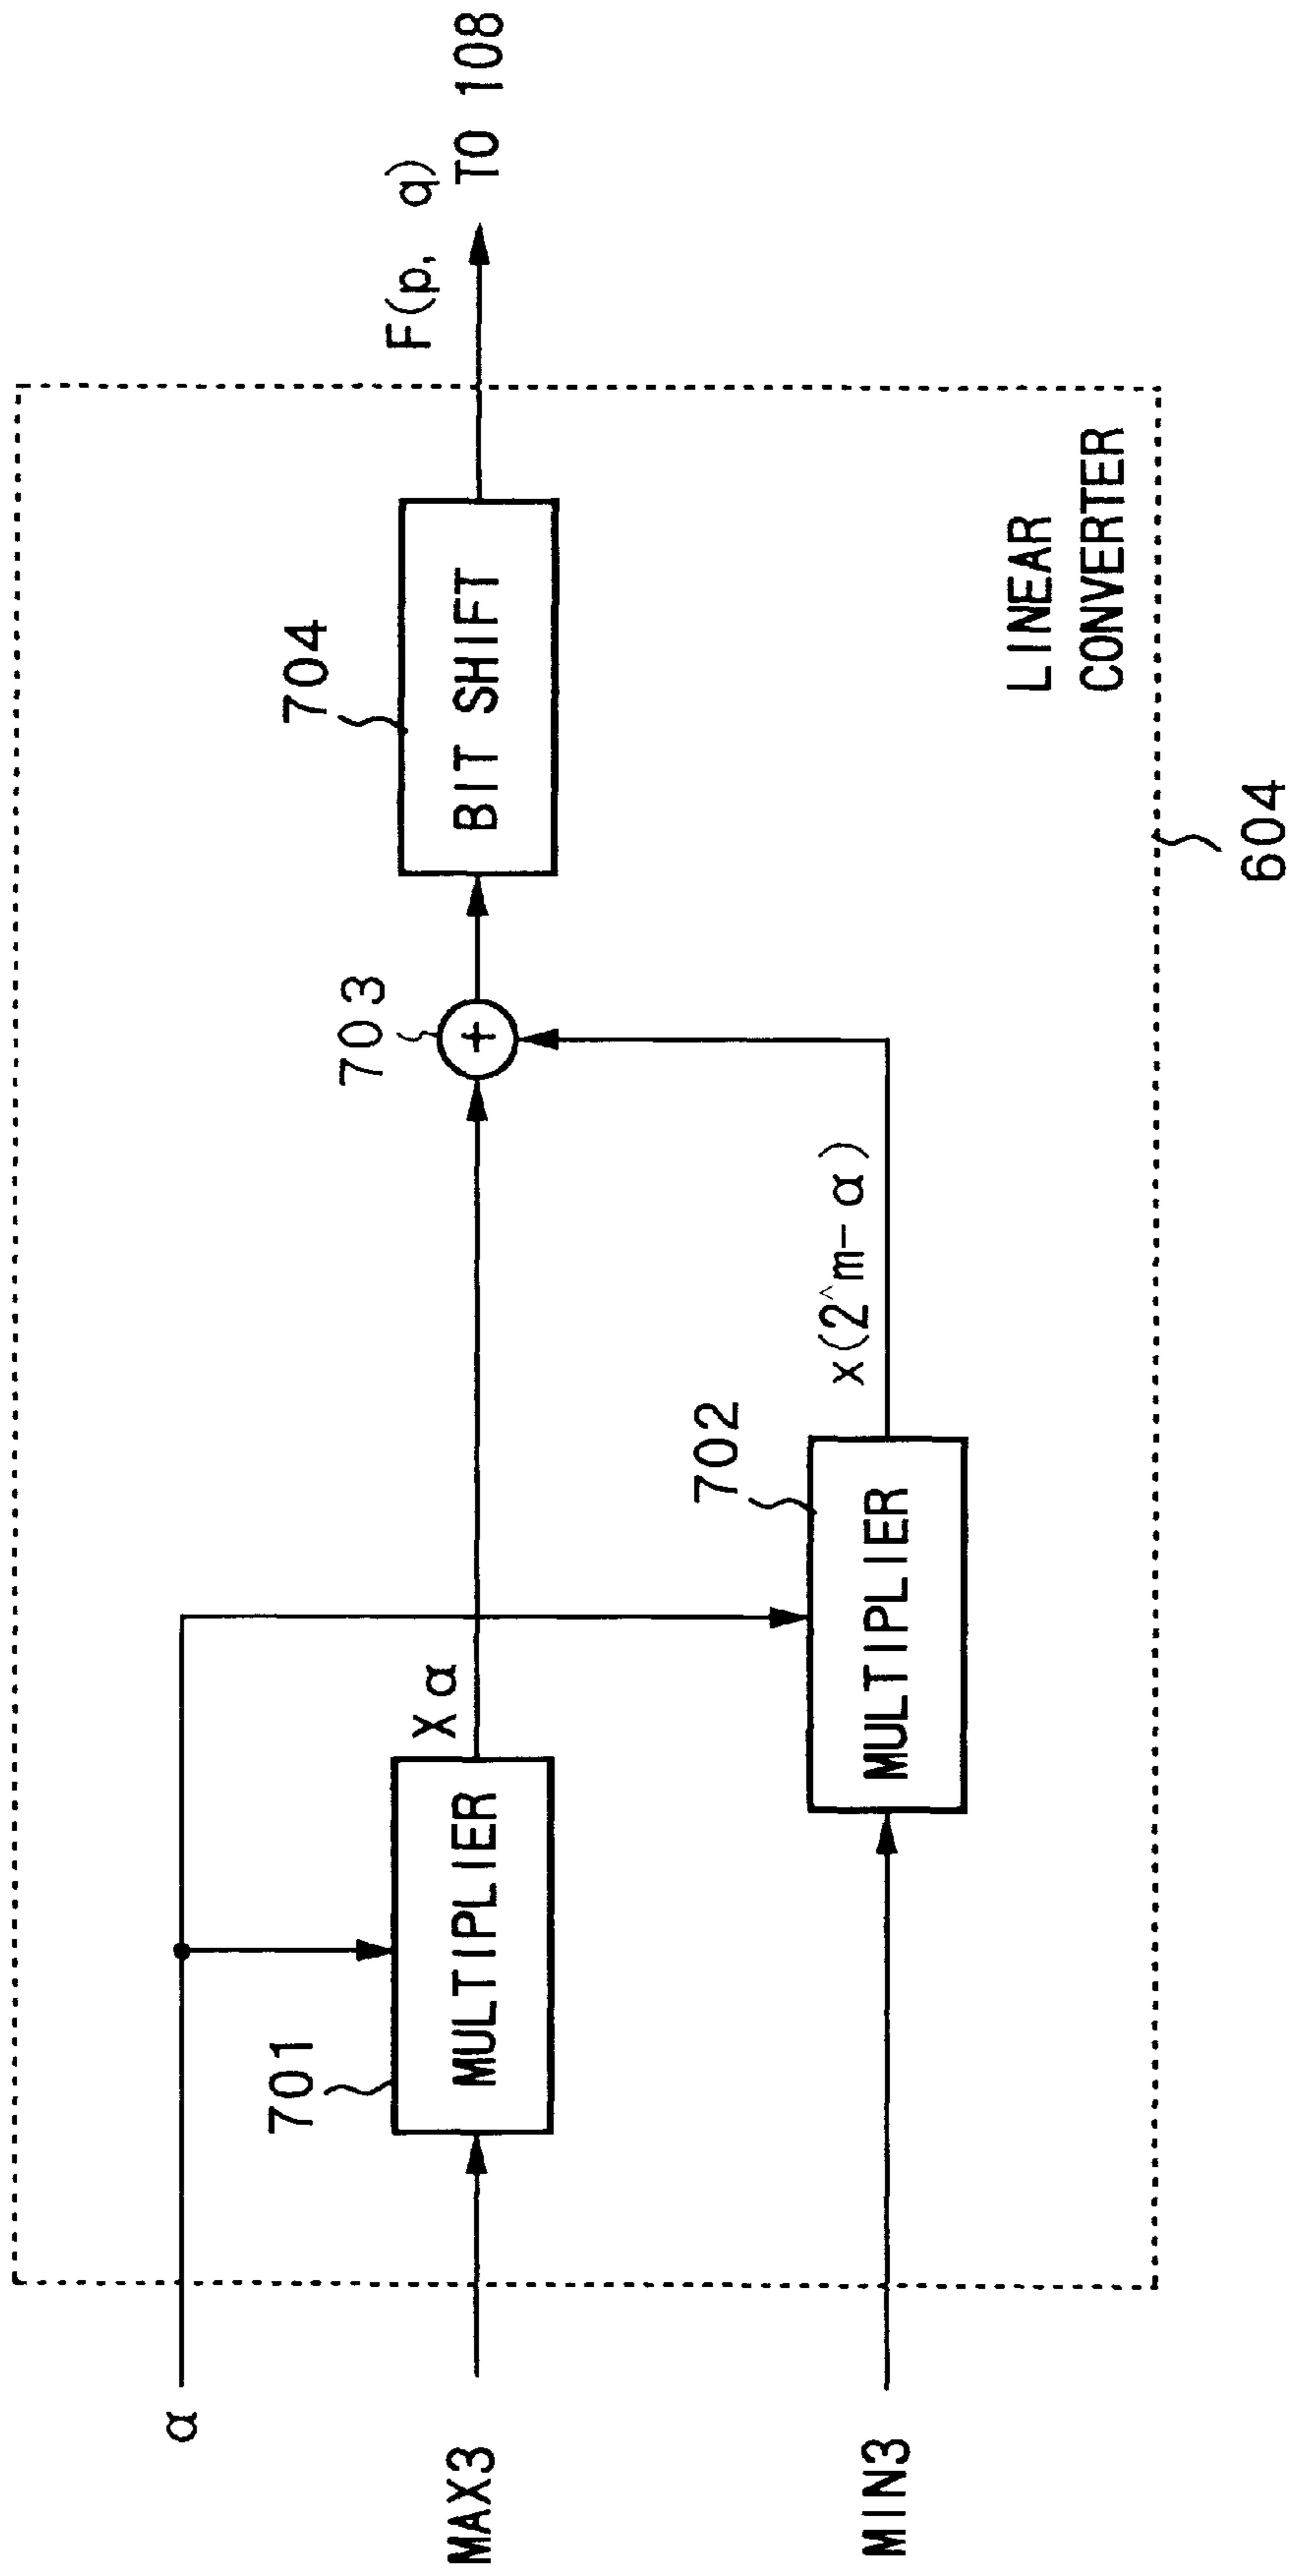 α
MAX3
MIN3
701
MULTIPLIER
Xα
702
MULTIPLIER
x(2^m-α)
703
+
704
BIT SHIFT
F(p, q)
TO 108
LINEAR
CONVERTER
604